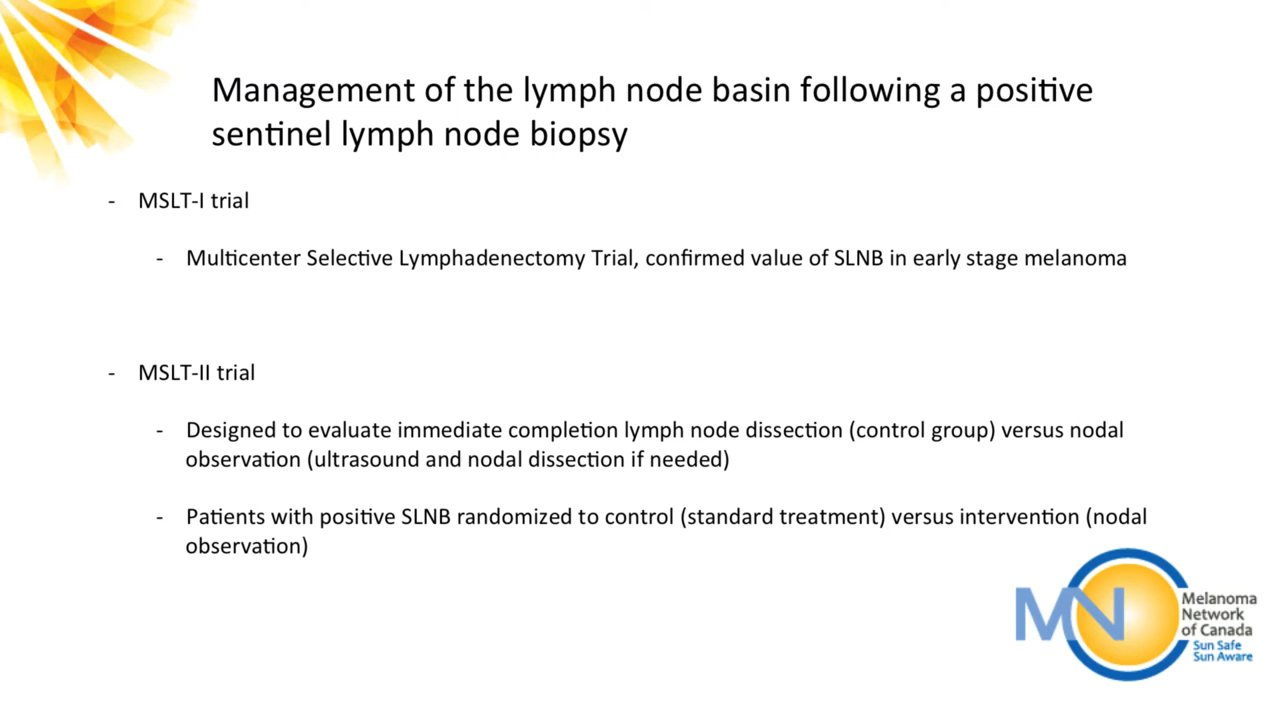 Management of the lymph node basin following a positive
sentinel lymph node biopsy
- MSLT-I trial
- Multicenter Selective Lymphadenectomy Trial, confirmed value of SLNB in early stage melanoma
- MSLT-II trial
- Designed to evaluate immediate completion lymph node dissection (control group) versus nodal
observation (ultrasound and nodal dissection if needed)
- Patients with positive SLNB randomized to control (standard treatment) versus intervention (nodal
observation)
MN
Melanoma
Network
of Canada
Sun Safe
Sun Aware